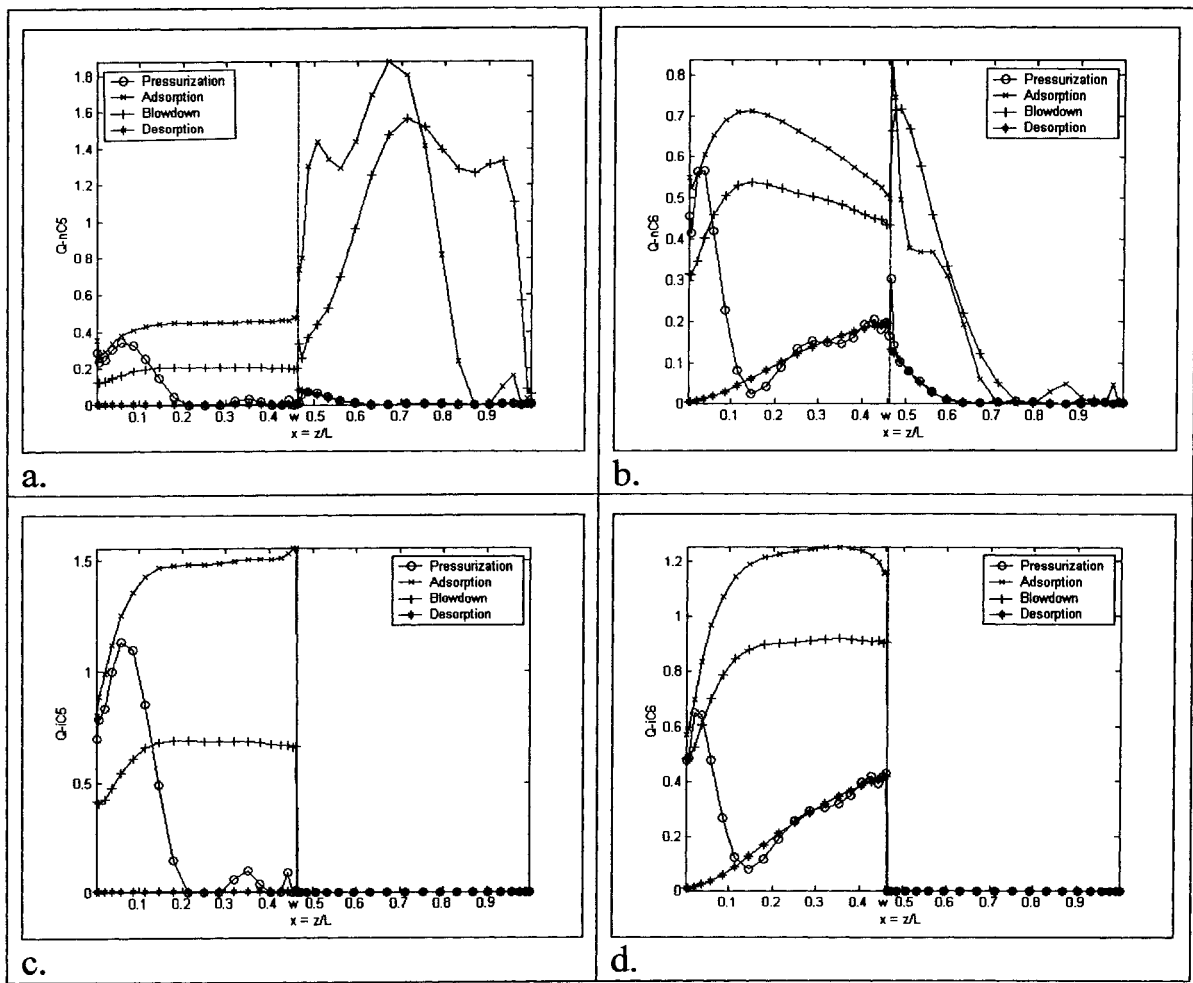 Q-nC5
1.8
1.6
1.4
1.2
1
0.8
0.6
0.4
0.2
0
Pressurization
Adsorption
Blowdown
Desorption
0.1 0.2 0.3 0.4 w 0.5 0.6 0.7 0.8 0.9
x = z/L
a.
Q-nC6
0.8
0.7
0.6
0.5
0.4
0.3
0.2
0.1
0
Pressurization
Adsorption
Blowdown
Desorption
0.1 0.2 0.3 0.4 w 0.5 0.6 0.7 0.8 0.9
x = z/L
b.
Q-iC5
1.5
1
0.5
0
Pressurization
Adsorption
Blowdown
Desorption
0.1 0.2 0.3 0.4 w 0.5 0.6 0.7 0.8 0.9
x = z/L
c.
Q-iC6
1.2
1
0.8
0.6
0.4
0.2
0
Pressurization
Adsorption
Blowdown
Desorption
0.1 0.2 0.3 0.4 w 0.5 0.6 0.7 0.8 0.9
x = z/L
d.